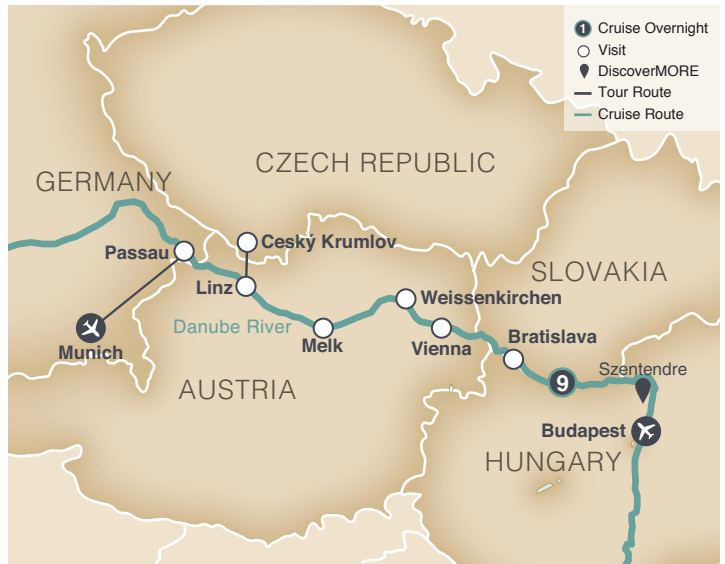 1 Cruise Overnight
Visit
DiscoverMORE
Tour Route
Cruise Route
CZECH REPUBLIC
GERMANY
Passau
Ceský Krumlov
SLOVAKIA
Linz
Weissenkirchen
Danube River
Melk
Vienna
Bratislava
Munich
AUSTRIA
9
Szentendre
Budapest
HUNGARY